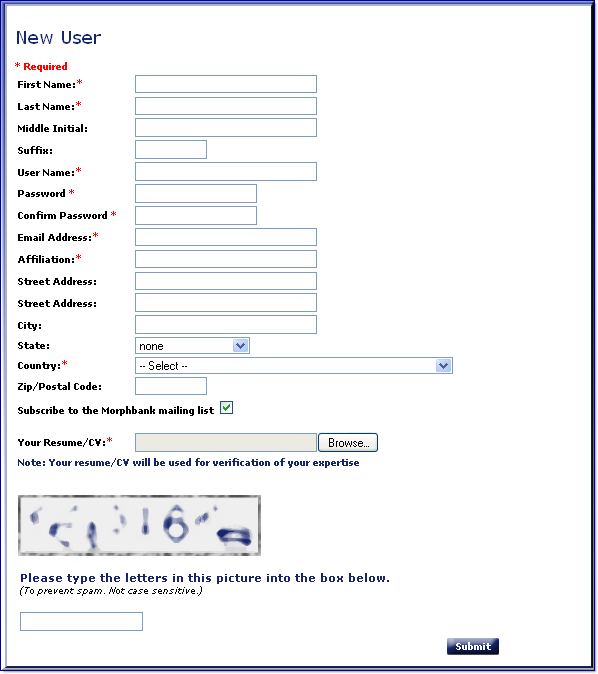 New User
* Required
First Name:*
Last Name:*
Middle Initial:
Suffix:
User Name:*
Password *
Confirm Password *
Email Address:*
Affiliation:*
Street Address:
Street Address:
City:
State: none
Country:* -- Select --
Zip/Postal Code:
Subscribe to the Morphbank mailing list
Your Resume/CV:* Browse...
Note: Your resume/CV will be used for verification of your expertise
Please type the letters in this picture into the box below.
(To prevent spam. Not case sensitive.)
Submit